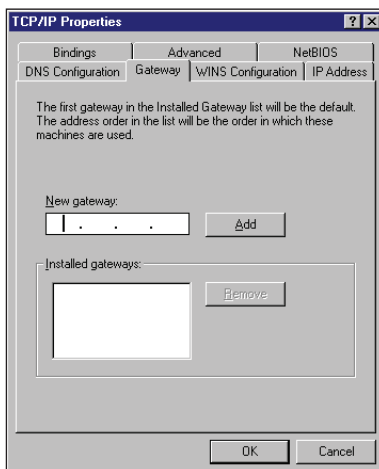 TCP/IP Properties
Bindings Advanced NetBIOS
DNS Configuration Gateway WINS Configuration IP Address
The first gateway in the Installed Gateway list will be the default.
The address order in the list will be the order in which these
machines are used.
New gateway:
. . . Add
Installed gateways:
Remove
OK Cancel